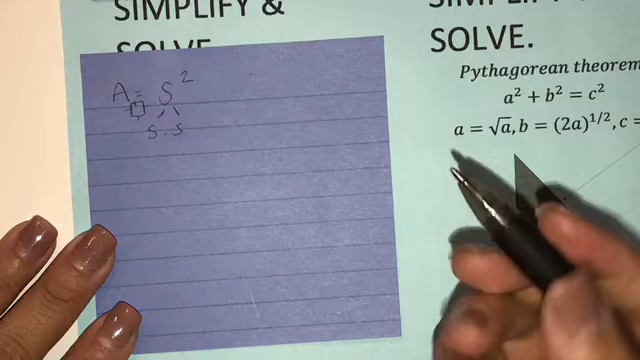 SIMPLIFY &
SOLVE
A = S²
S . S
SOLVE.
Pythagorean theorem
a² + b² = c²
a = √a, b = (2a)^1/2, c =